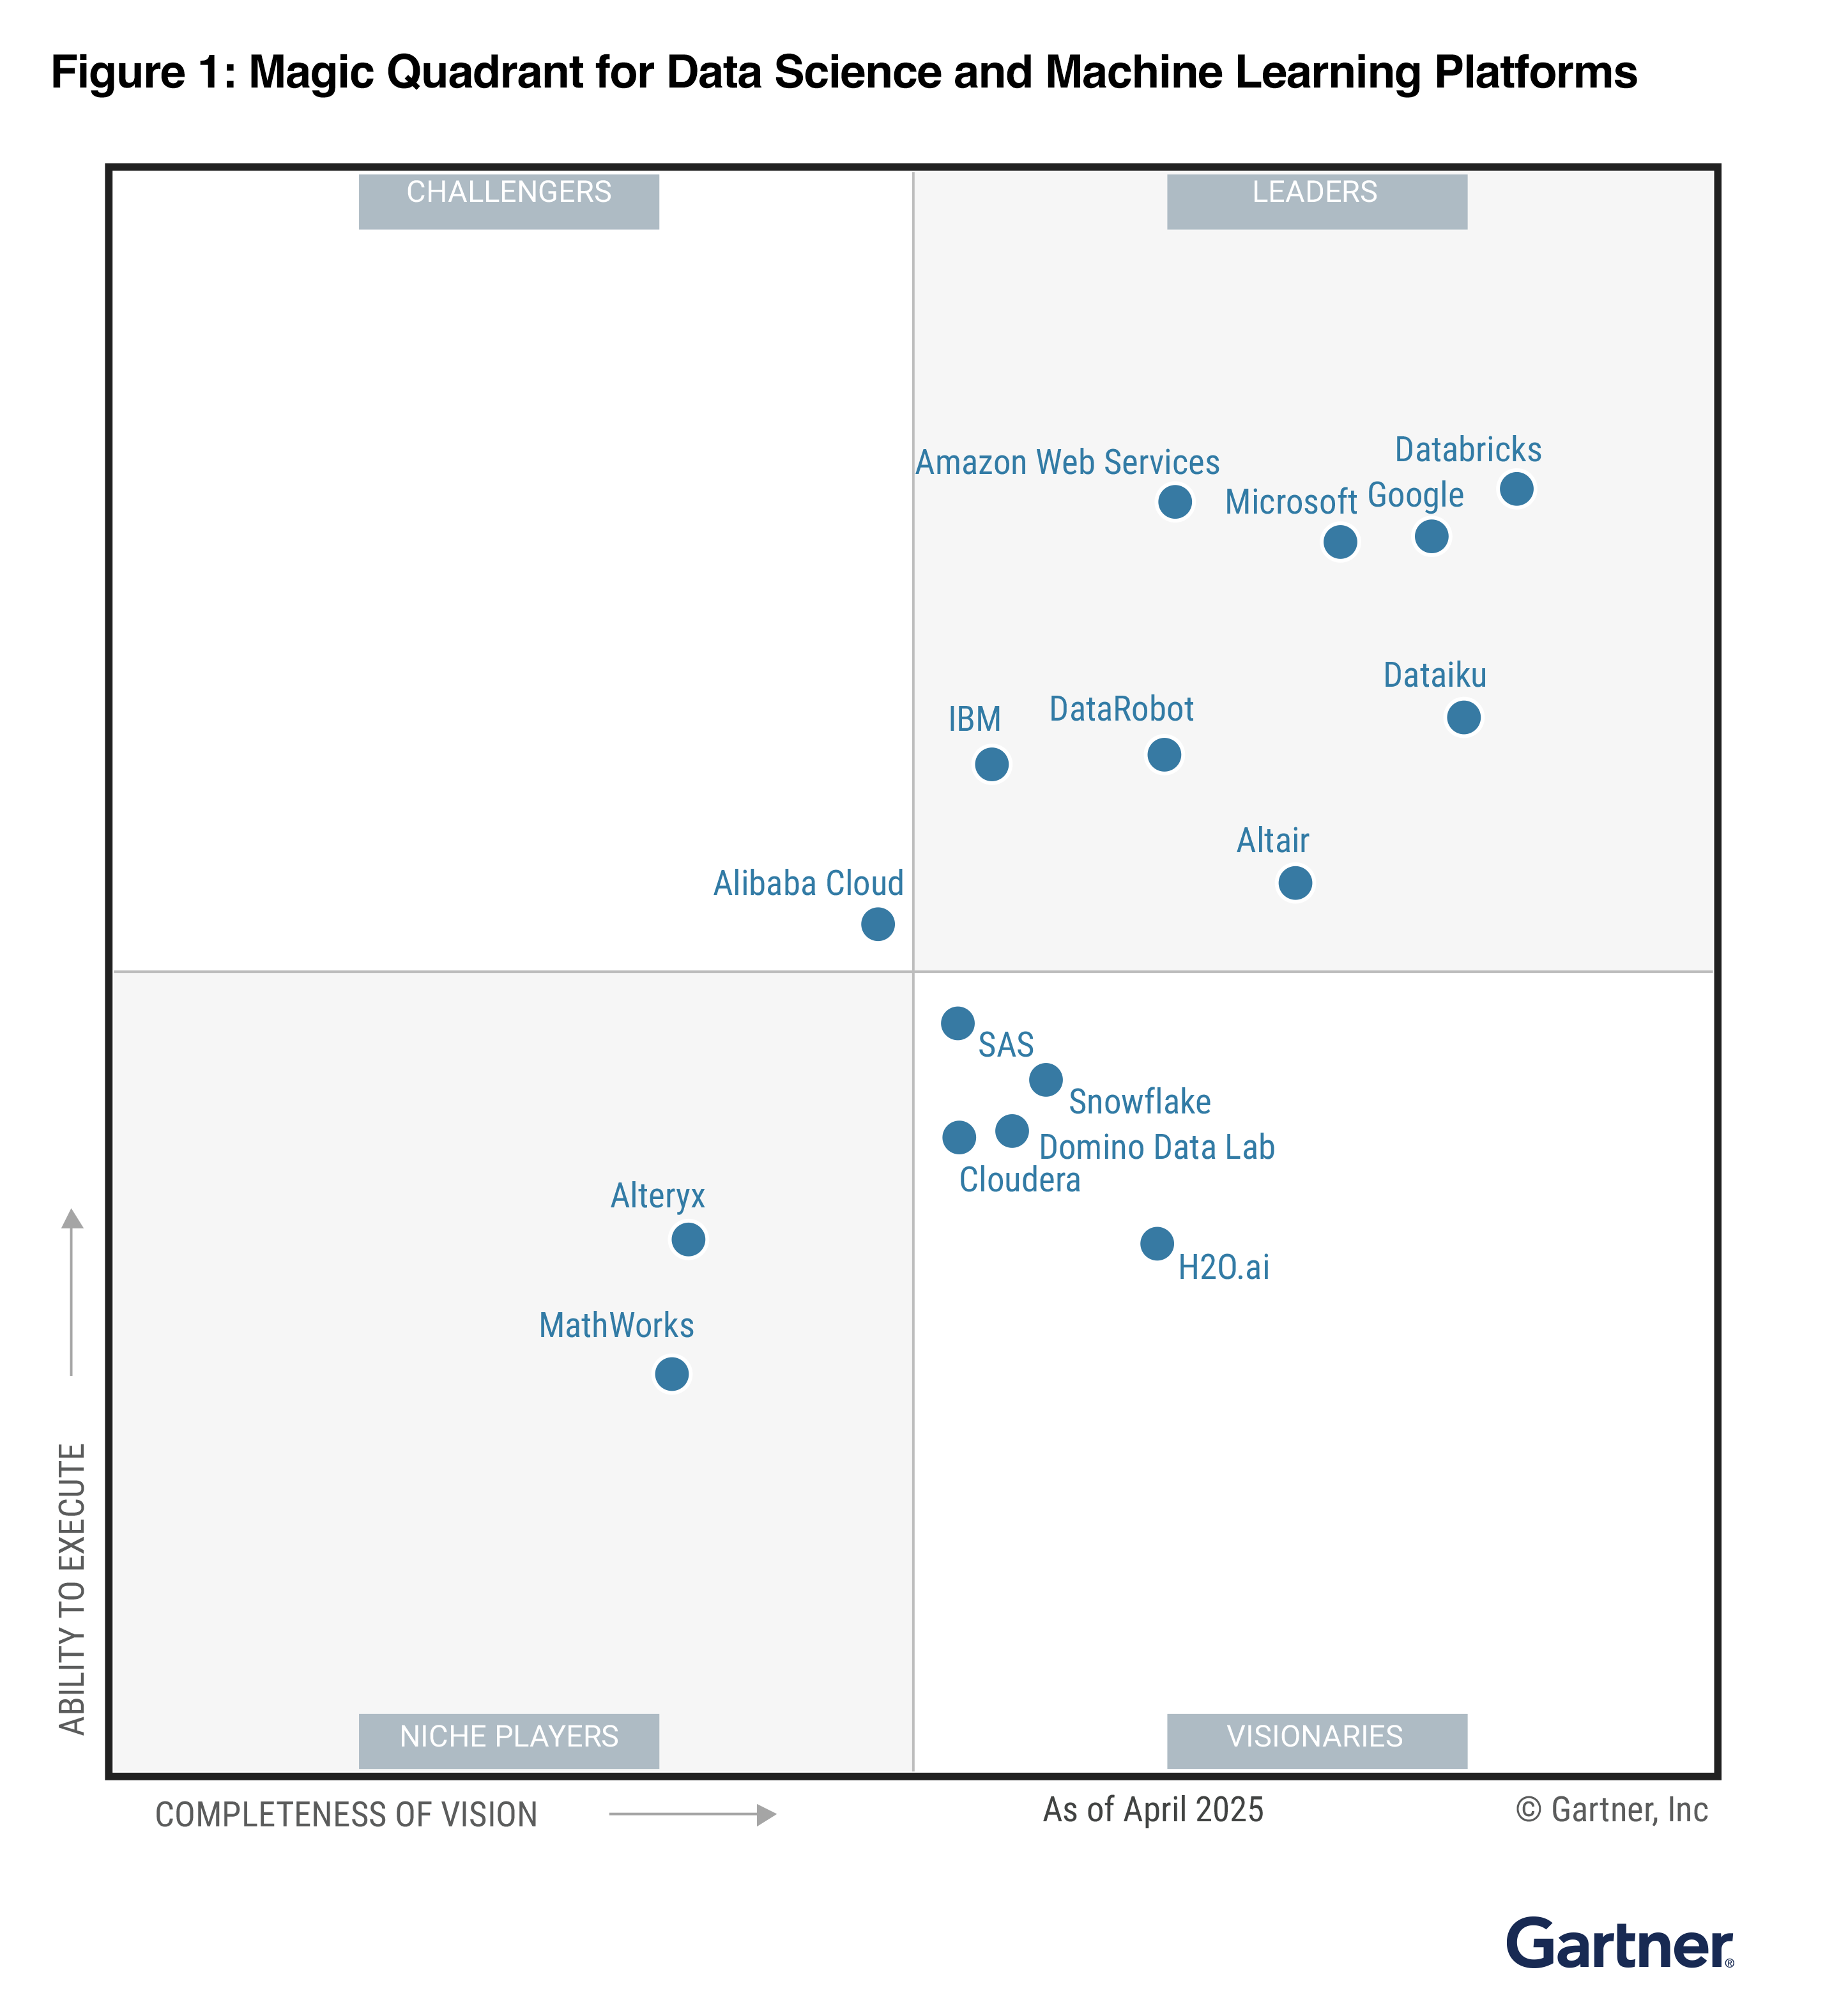 Figure 1: Magic Quadrant for Data Science and Machine Learning Platforms
CHALLENGERS
LEADERS
Databricks
Amazon Web Services
Google
Microsoft
Dataiku
DataRobot
IBM
Altair
Alibaba Cloud
SAS
Snowflake
Domino Data Lab
Cloudera
Alteryx
H2O.ai
MathWorks
ABILITY TO EXECUTE
NICHE PLAYERS
VISIONARIES
COMPLETENESS OF VISION
As of April 2025
© Gartner, Inc
Gartner®